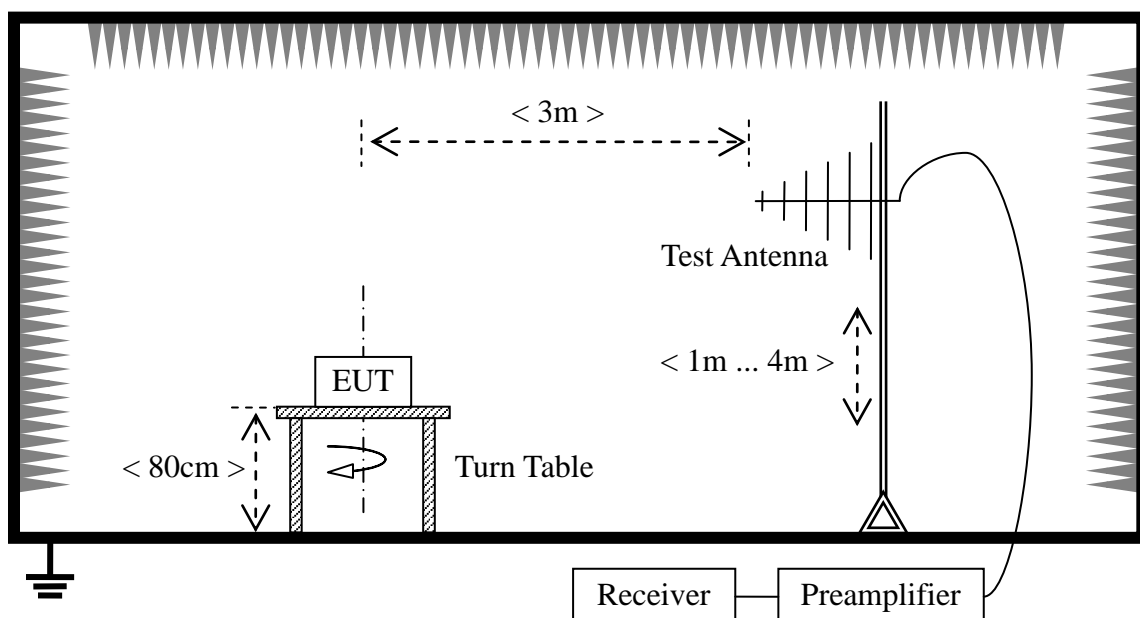 < 3m >
Test Antenna
< 1m ... 4m >
EUT
< 80cm >
Turn Table
Receiver
Preamplifier